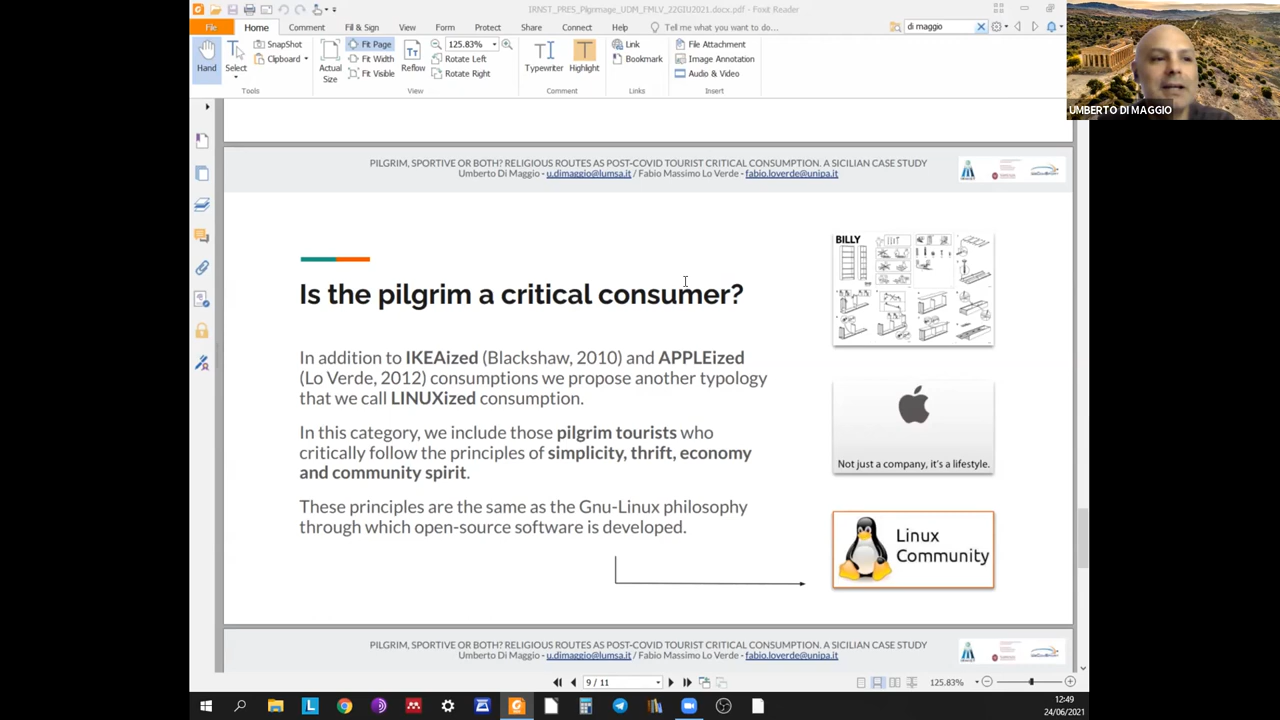 IRNST_PRES_Pilgrimage_UDM_FMLV_22GIU2021.docx.pdf - Foxit Reader
File Home Comment Fill & Sign View Form Protect Share Connect Help Tell me what you want to do... di maggio
Hand
Select
SnapShot
Clipboard
Tools
Actual Size
Fit Page
Fit Width
Fit Visible
Reflow
125.83%
Rotate Left
Rotate Right
View
Typewriter
Highlight
Comment
Link
Bookmark
Links
File Attachment
Image Annotation
Audio & Video
Insert
UMBERTO DI MAGGIO
PILGRIM, SPORTIVE OR BOTH? RELIGIOUS ROUTES AS POST-COVID TOURIST CRITICAL CONSUMPTION. A SICILIAN CASE STUDY
Umberto Di Maggio - u.dimaggio@lumsa.it / Fabio Massimo Lo Verde - fabio.loverde@unipa.it
Is the pilgrim a critical consumer?
In addition to IKEAized (Blackshaw, 2010) and APPLEized
(Lo Verde, 2012) consumptions we propose another typology
that we call LINUXized consumption.
In this category, we include those pilgrim tourists who
critically follow the principles of simplicity, thrift, economy
and community spirit.
These principles are the same as the Gnu-Linux philosophy
through which open-source software is developed.
BILLY
Not just a company, it's a lifestyle.
Linux
Community
PILGRIM, SPORTIVE OR BOTH? RELIGIOUS ROUTES AS POST-COVID TOURIST CRITICAL CONSUMPTION. A SICILIAN CASE STUDY
Umberto Di Maggio - u.dimaggio@lumsa.it / Fabio Massimo Lo Verde - fabio.loverde@unipa.it
9 / 11
125.83%
12:49
24/06/2021